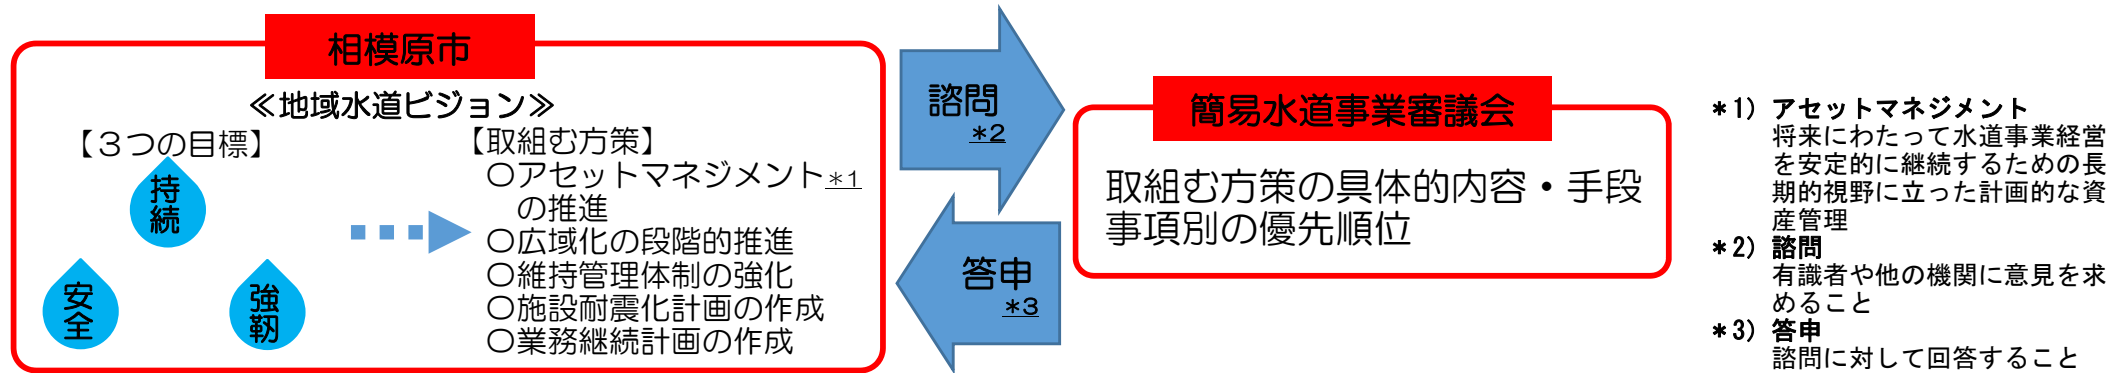 相模原市
≪地域水道ビジョン≫
【３つの目標】
持続
安全
強靭
【取組む方策】
〇アセットマネジメント*1
の推進
〇広域化の段階的推進
〇維持管理体制の強化
〇施設耐震化計画の作成
〇業務継続計画の作成
諮問
*2
答申
*3
簡易水道事業審議会
取組む方策の具体的内容・手段
事項別の優先順位
*1) アセットマネジメント
将来にわたって水道事業経営
を安定的に継続するための長
期的視野に立った計画的な資
産管理
*2) 諮問
有識者や他の機関に意見を求
めること
*3) 答申
諮問に対して回答すること